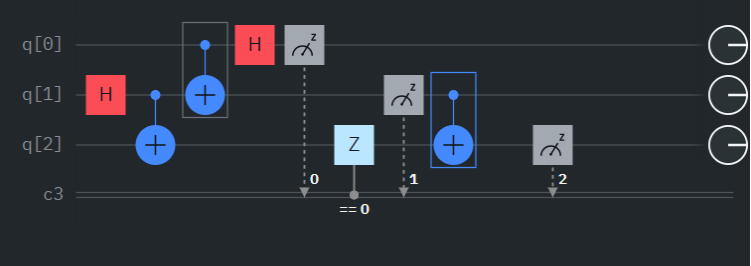 q[0] H H z
q[1] H z
q[2] Z z
0 1 2
c3
== 0